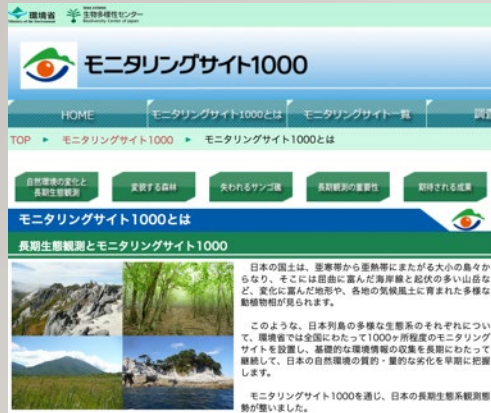 環境省
Ministry of the Environment
生物多様性センター
Biodiversity Center of Japan
モニタリングサイト1000
HOME
モニタリングサイト1000とは
モニタリングサイト一覧
調
TOP ► モニタリングサイト1000 ► モニタリングサイト1000とは
自然環境の変化と
長期生態観測
変貌する森林
失われるサンゴ礁
長期観測の重要性
期待される成果
モニタリングサイト1000とは
長期生態観測とモニタリングサイト1000
日本の国土は、亜寒帯から亜熱帯にまたがる大小の島々か
らなり、そこには屈曲に富んだ海岸線と起伏の多い山岳な
ど、変化に富んだ地形や、各地の気候風土に育まれた多様な
動植物相が見られます。
このような、日本列島の多様な生態系のそれぞれについ
て、環境省では全国にわたって1000ヶ所程度のモニタリング
サイトを設置し、基礎的な環境情報の収集を長期にわたって
継続して、日本の自然環境の質的・量的な劣化を早期に把握
します。
モニタリングサイト1000を通じ、日本の長期生態系観測態
勢が整いました。